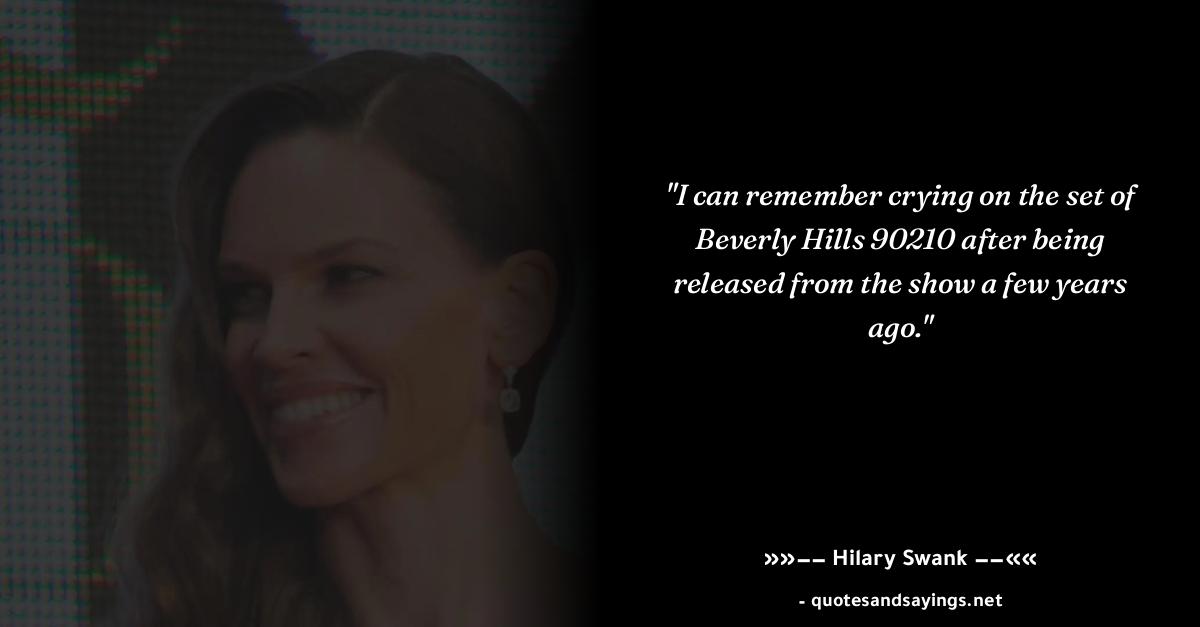 "I can remember crying on the set of
Beverly Hills 90210 after being
released from the show a few years
ago."
»»−− Hilary Swank −−««
- quotesandsayings.net